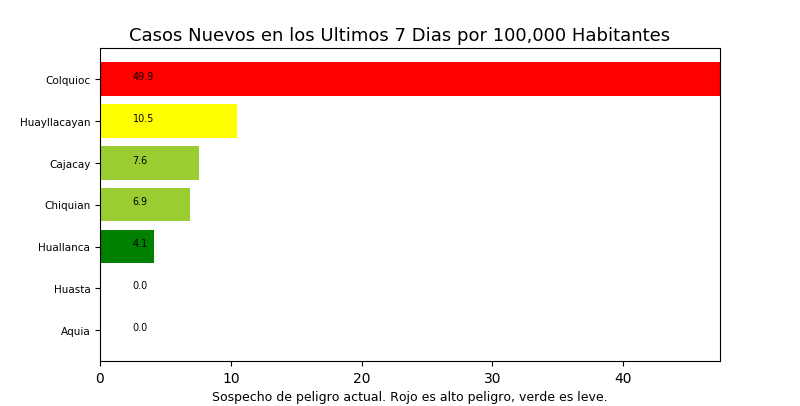 Casos Nuevos en los Ultimos 7 Dias por 100,000 Habitantes
Colquioc 49.9
Huayllacayan 10.5
Cajacay 7.6
Chiquian 6.9
Huallanca 4.1
Huasta 0.0
Aquia 0.0
0 10 20 30 40
Sospecho de peligro actual. Rojo es alto peligro, verde es leve.